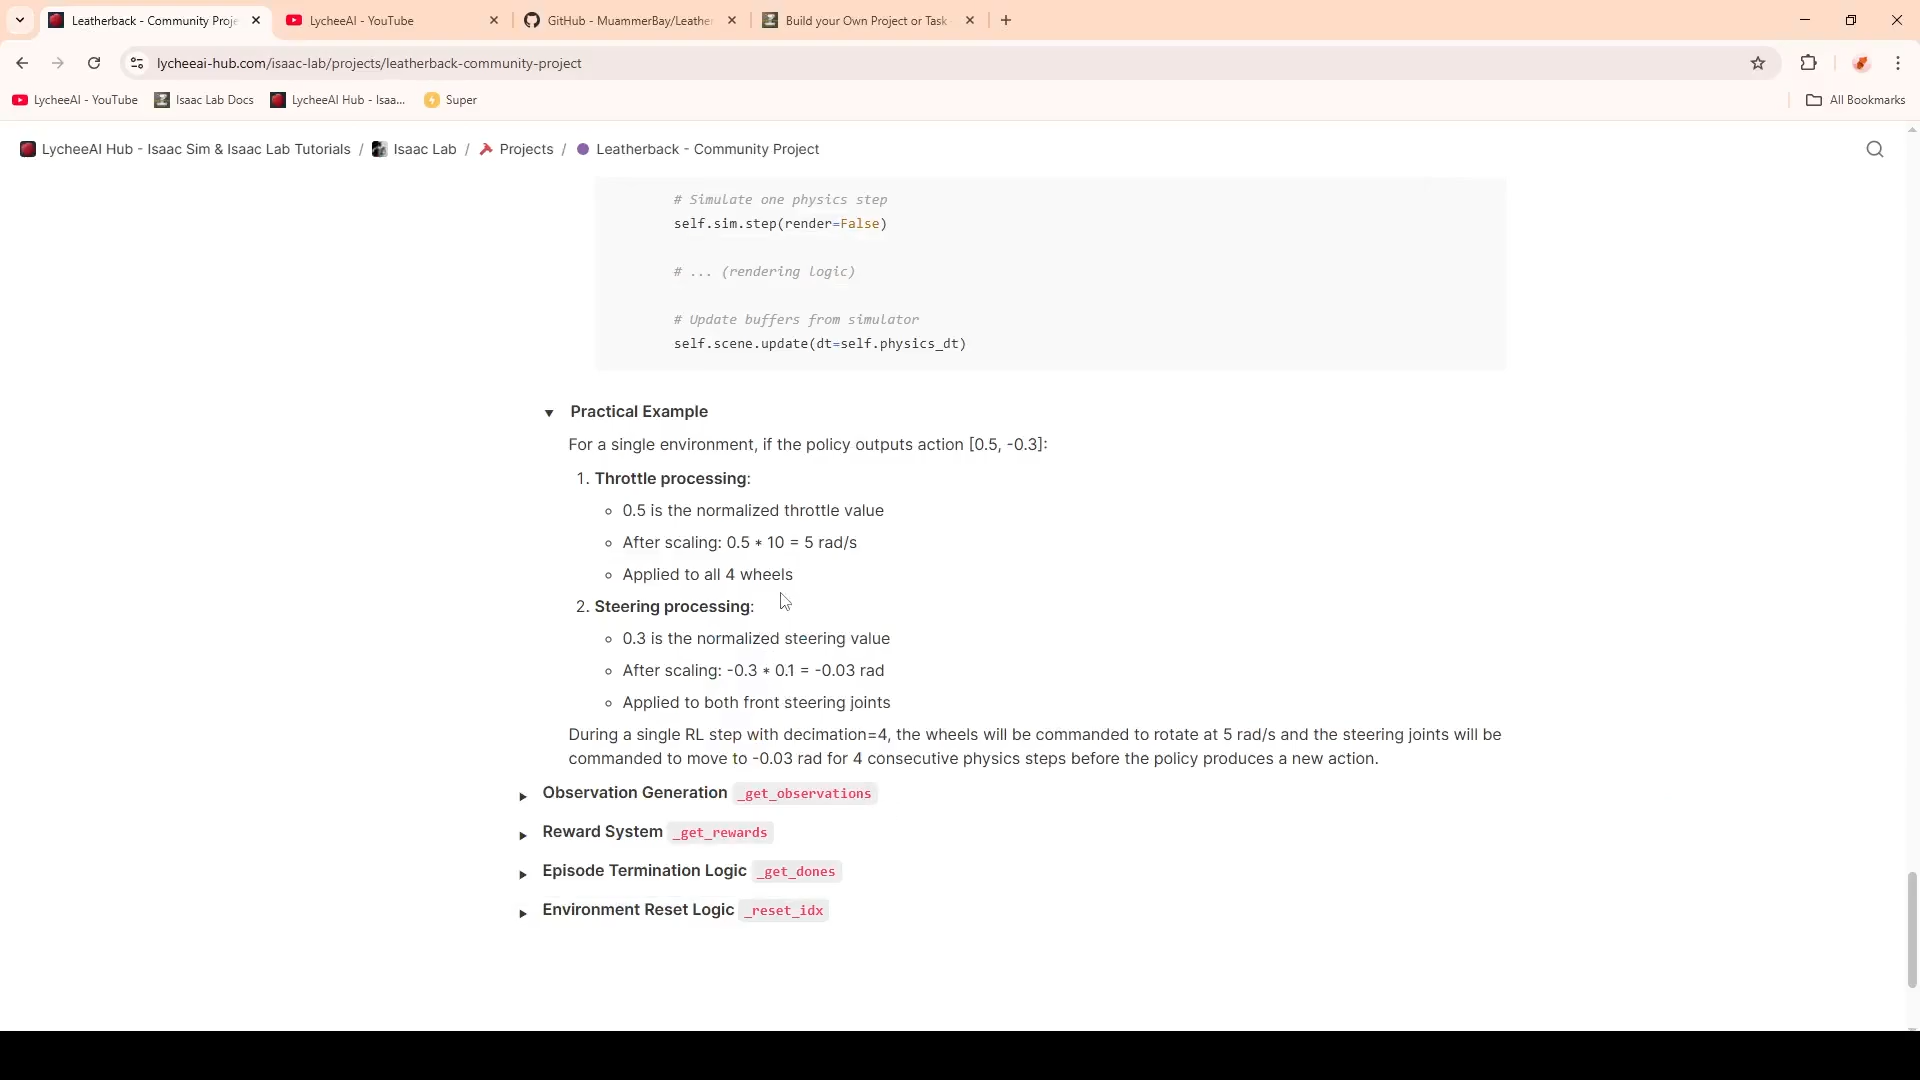 Leatherback - Community Proje
LycheeAI - YouTube
GitHub - MuammerBay/Leather
Build your Own Project or Task
lycheeai-hub.com/isaac-lab/projects/leatherback-community-project
LycheeAI - YouTube
Isaac Lab Docs
LycheeAI Hub - Isaa...
Super
All Bookmarks
LycheeAI Hub - Isaac Sim & Isaac Lab Tutorials / Isaac Lab / Projects / Leatherback - Community Project
# Simulate one physics step
self.sim.step(render=False)
# ... (rendering logic)
# Update buffers from simulator
self.scene.update(dt=self.physics_dt)
Practical Example
For a single environment, if the policy outputs action [0.5, -0.3]:
1. Throttle processing:
◦ 0.5 is the normalized throttle value
◦ After scaling: 0.5 * 10 = 5 rad/s
◦ Applied to all 4 wheels
2. Steering processing:
◦ 0.3 is the normalized steering value
◦ After scaling: -0.3 * 0.1 = -0.03 rad
◦ Applied to both front steering joints
During a single RL step with decimation=4, the wheels will be commanded to rotate at 5 rad/s and the steering joints will be
commanded to move to -0.03 rad for 4 consecutive physics steps before the policy produces a new action.
Observation Generation _get_observations
Reward System _get_rewards
Episode Termination Logic _get_dones
Environment Reset Logic _reset_idx